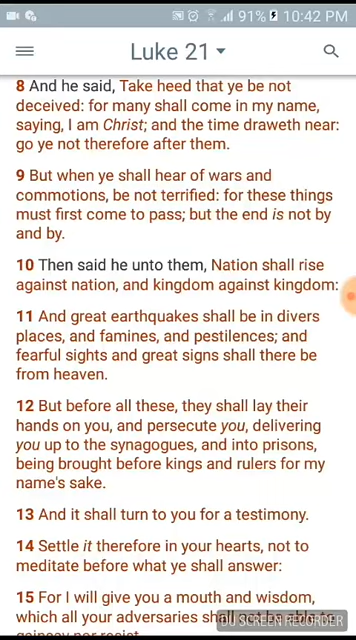 91% 10:42 PM
Luke 21
8 And he said, Take heed that ye be not
deceived: for many shall come in my name,
saying, I am Christ; and the time draweth near:
go ye not therefore after them.
9 But when ye shall hear of wars and
commotions, be not terrified: for these things
must first come to pass; but the end is not by
and by.
10 Then said he unto them, Nation shall rise
against nation, and kingdom against kingdom:
11 And great earthquakes shall be in divers
places, and famines, and pestilences; and
fearful sights and great signs shall there be
from heaven.
12 But before all these, they shall lay their
hands on you, and persecute you, delivering
you up to the synagogues, and into prisons,
being brought before kings and rulers for my
name's sake.
13 And it shall turn to you for a testimony.
14 Settle it therefore in your hearts, not to
meditate before what ye shall answer:
15 For I will give you a mouth and wisdom,
which all your adversaries shall not be able to
DU SCREEN RECORDING
gainsay nor resist